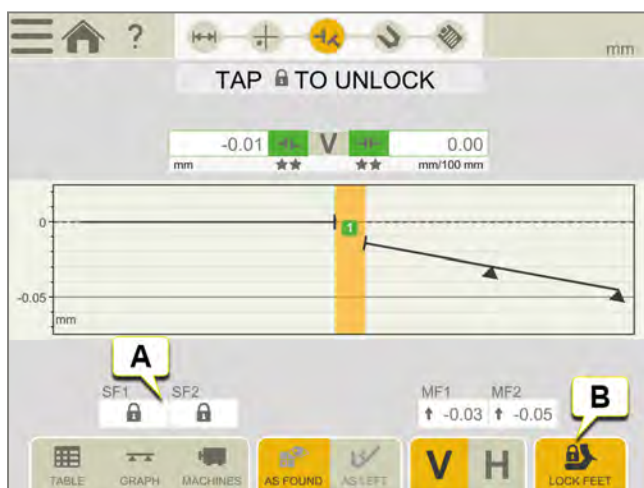 ?
mm
TAP TO UNLOCK
-0.01 V 0.00
mm mm/100 mm
0
1
-0.05
mm
A
B
SF1 SF2
MF1 MF2
-0.03 -0.05
TABLE GRAPH MACHINES AS FOUND AS LEFT V H LOCK FEET